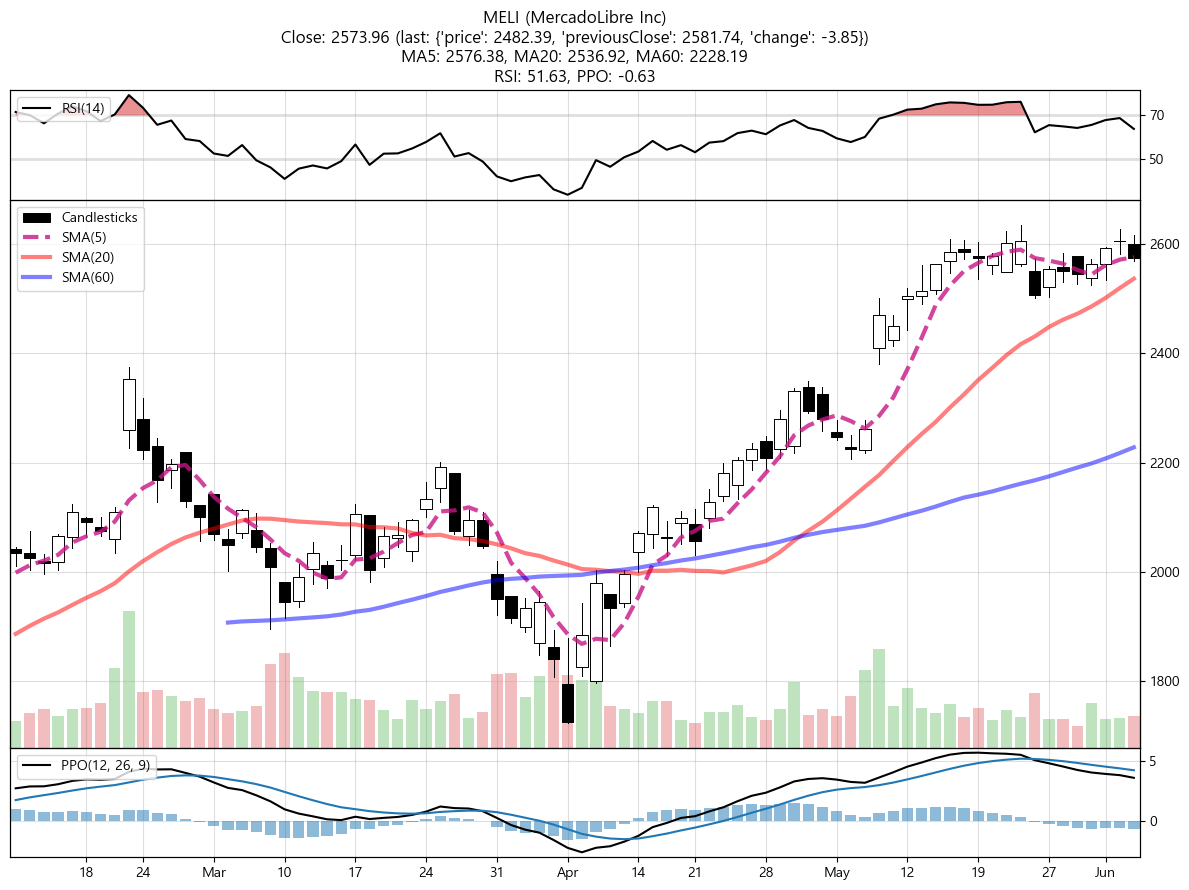 MELI (MercadoLibre Inc)
Close: 2573.96 (last: {'price': 2482.39, 'previousClose': 2581.74, 'change': -3.85})
MA5: 2576.38, MA20: 2536.92, MA60: 2228.19
RSI: 51.63, PPO: -0.63
RSI(14)
70
50
Candlesticks
SMA(5)
SMA(20)
SMA(60)
2600
2400
2200
2000
1800
PPO(12, 26, 9)
5
0
18 24 Mar 10 17 24 31 Apr 14 21 28 May 12 19 27 Jun